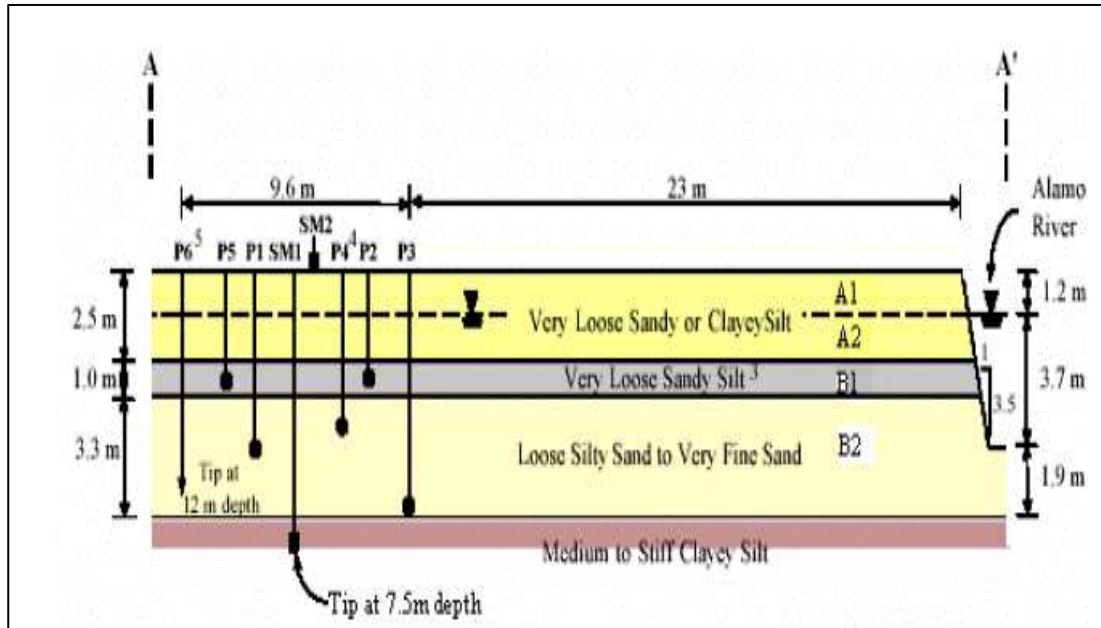 A A'
9.6 m 23 m
Alamo
River
SM2
P6 5 P5 P1 SM1 P4 4 P2 P3
A1
1.2 m
2.5 m
Very Loose Sandy or ClayeySilt
A2
1
1.0 m
Very Loose Sandy Silt 3
B1
3.7 m
3.5
3.3 m
Loose Silty Sand to Very Fine Sand
B2
Tip at
12 m depth
1.9 m
Medium to Stiff Clayey Silt
Tip at 7.5m depth